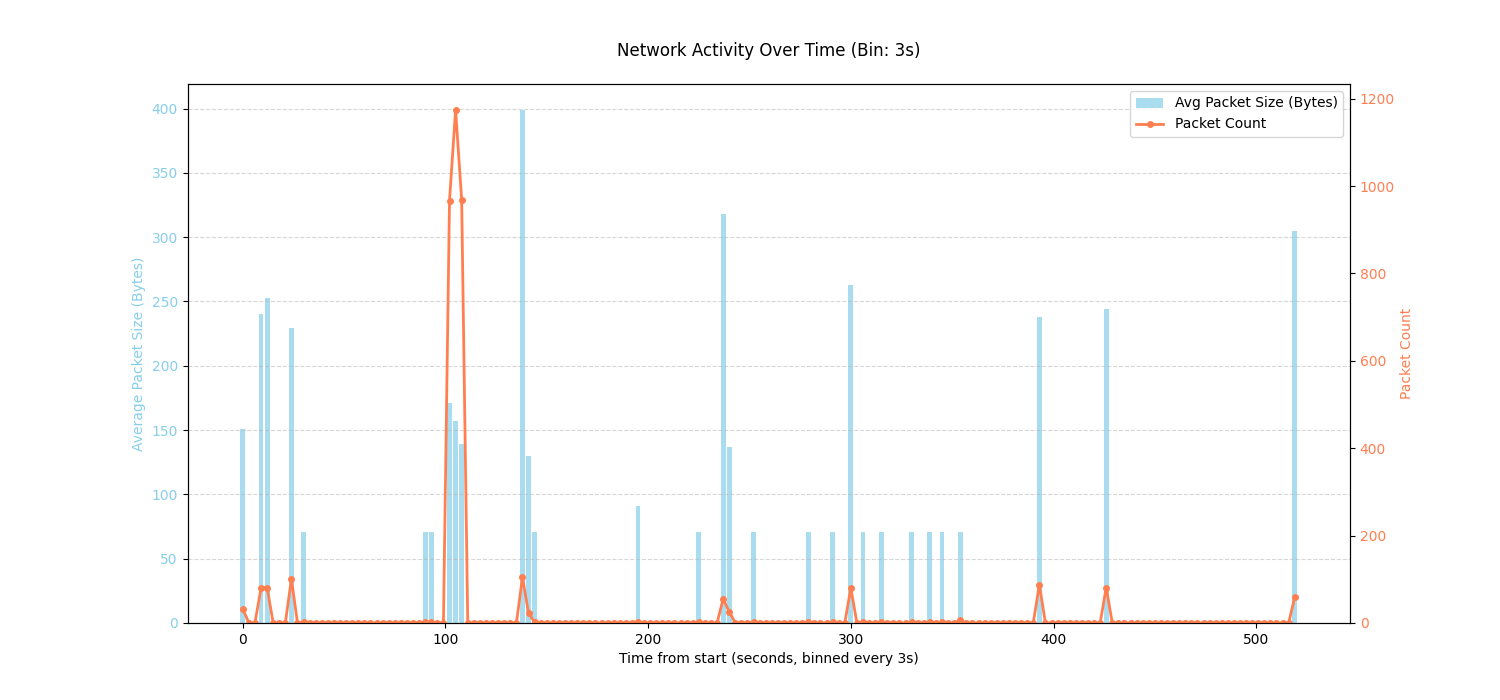 Network Activity Over Time (Bin: 3s)
Avg Packet Size (Bytes)
Packet Count
400
350
300
250
200
150
100
50
0
Average Packet Size (Bytes)
1200
1000
800
600
400
200
0
Packet Count
0 100 200 300 400 500
Time from start (seconds, binned every 3s)